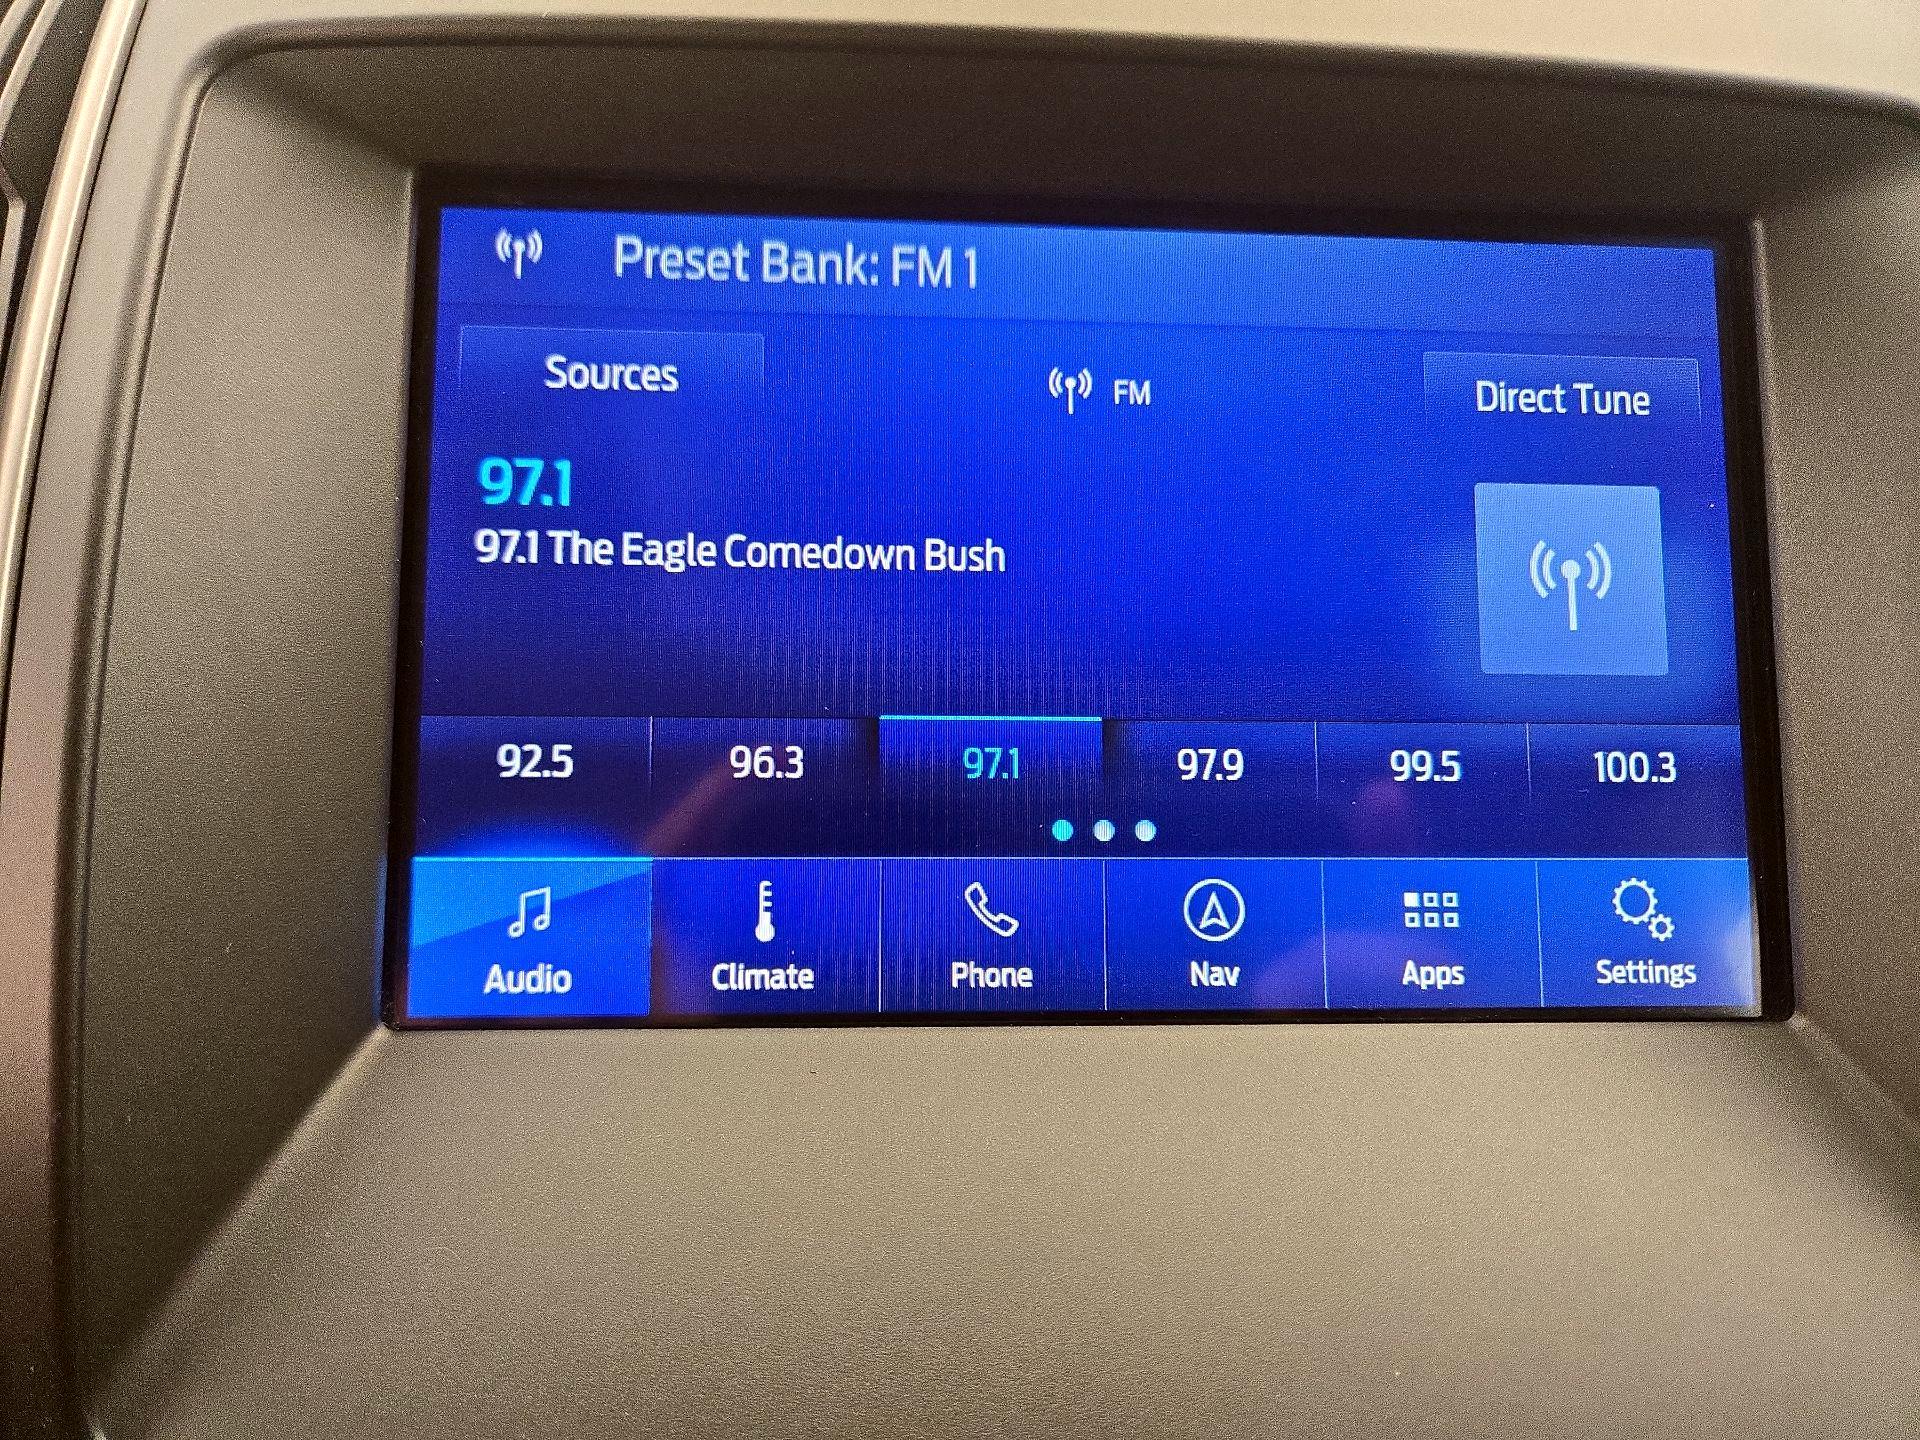 Preset Bank: FM 1
Sources
FM
Direct Tune
97.1
97.1 The Eagle Comedown Bush
92.5
96.3
97.1
97.9
99.5
100.3
Audio
Climate
Phone
Nav
Apps
Settings